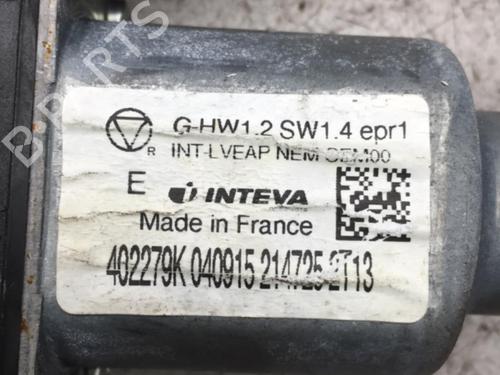 G-HW1.2 SW1.4 epr1
R INT-LVEAP NEM OEM00
E INTEVA
Made in France
402279K 040915 214725 2T13